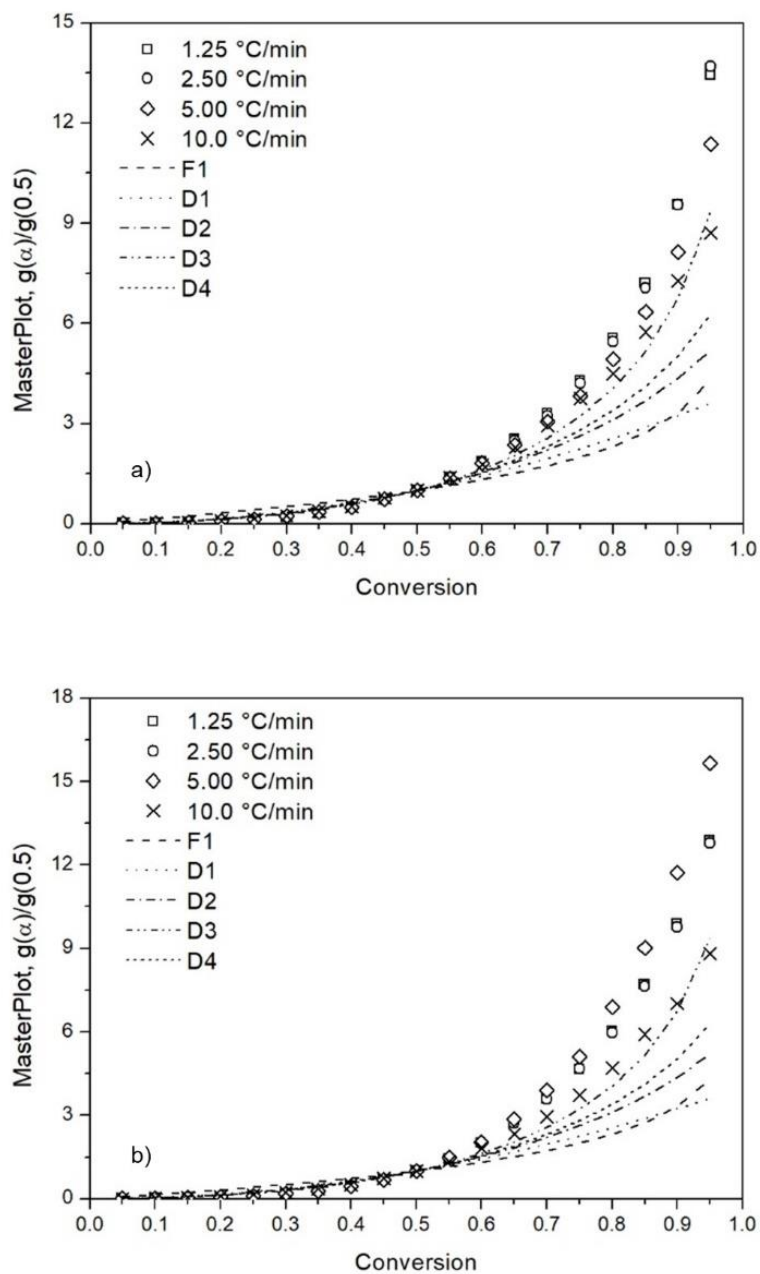 15
12
9
6
3
0
MasterPlot, g(α)/g(0.5)
1.25 °C/min
2.50 °C/min
5.00 °C/min
10.0 °C/min
F1
D1
D2
D3
D4
a)
0.0 0.1 0.2 0.3 0.4 0.5 0.6 0.7 0.8 0.9 1.0
Conversion
18
15
12
9
6
3
0
MasterPlot, g(α)/g(0.5)
1.25 °C/min
2.50 °C/min
5.00 °C/min
10.0 °C/min
F1
D1
D2
D3
D4
b)
0.0 0.1 0.2 0.3 0.4 0.5 0.6 0.7 0.8 0.9 1.0
Conversion